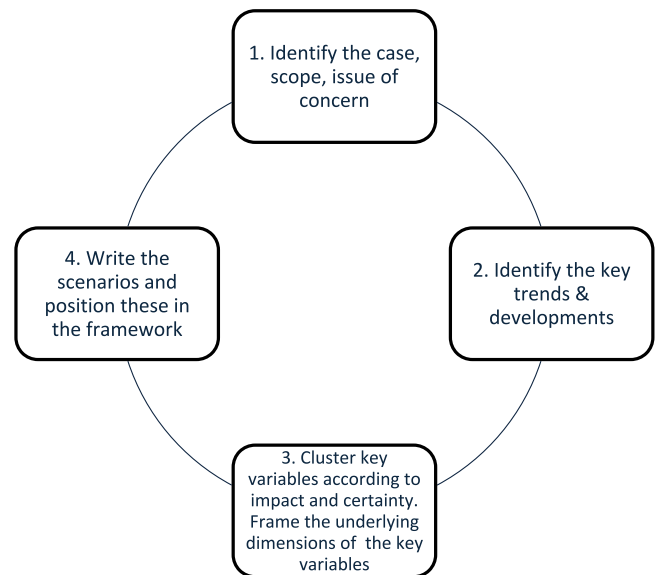 1. Identify the case,
scope, issue of
concern
2. Identify the key
trends &
developments
3. Cluster key
variables according to
impact and certainty.
Frame the underlying
dimensions of  the key
variables
4. Write the
scenarios and
position these in
the framework